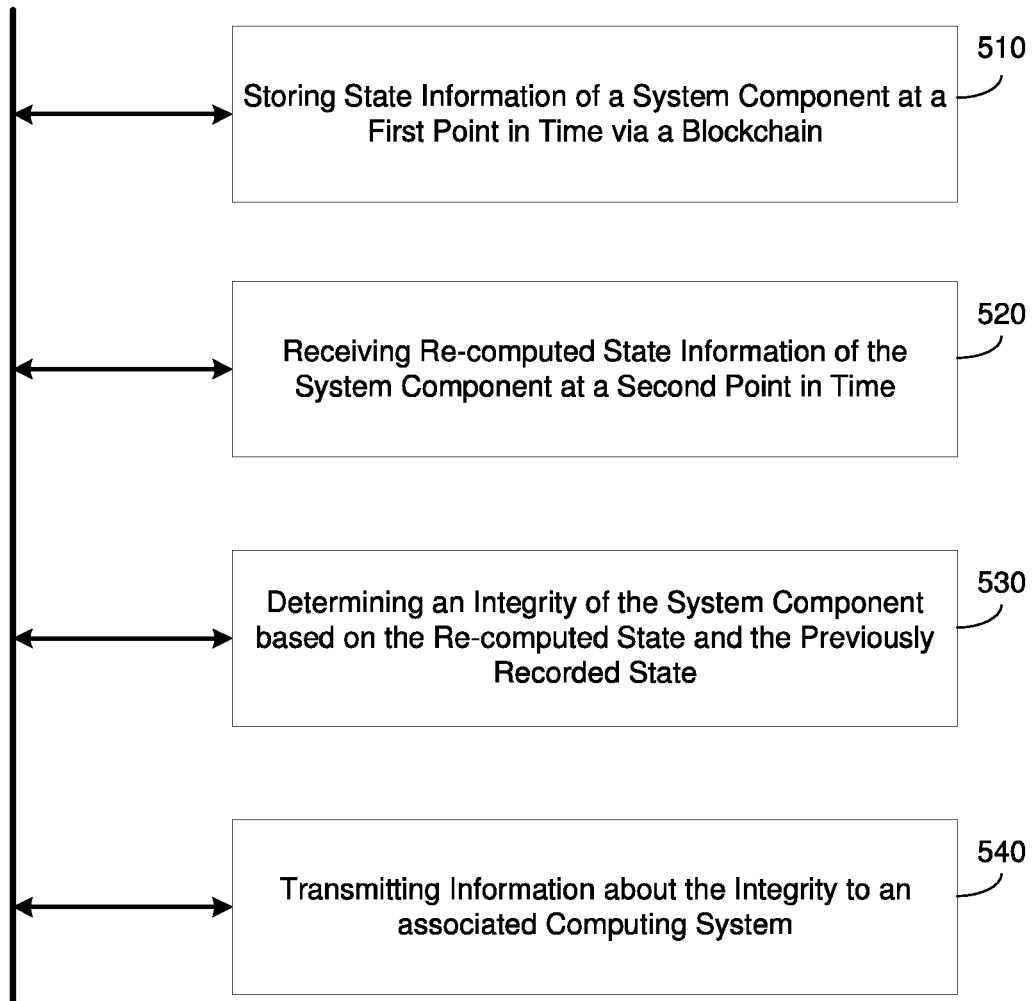 510
Storing State Information of a System Component at a
First Point in Time via a Blockchain
520
Receiving Re-computed State Information of the
System Component at a Second Point in Time
530
Determining an Integrity of the System Component
based on the Re-computed State and the Previously
Recorded State
540
Transmitting Information about the Integrity to an
associated Computing System